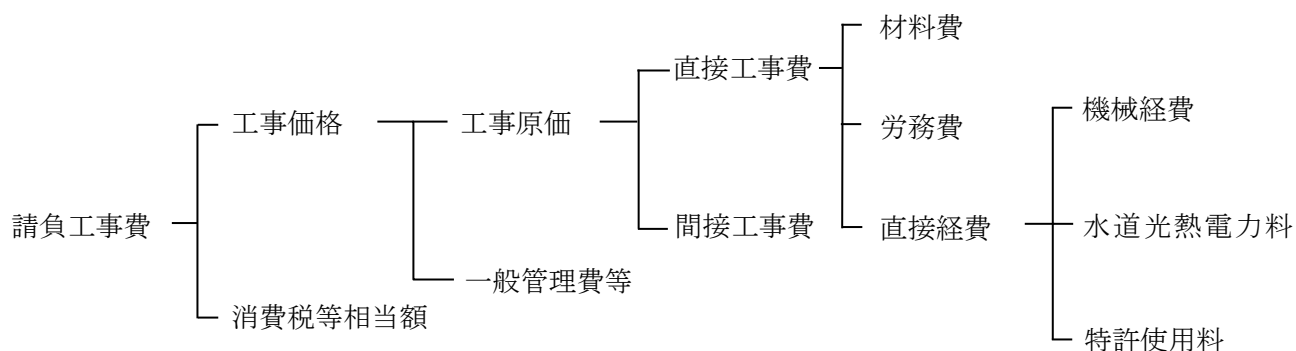 材料費
直接工事費
機械経費
工事価格
工事原価
労務費
請負工事費
間接工事費
直接経費
水道光熱電力料
一般管理費等
消費税等相当額
特許使用料